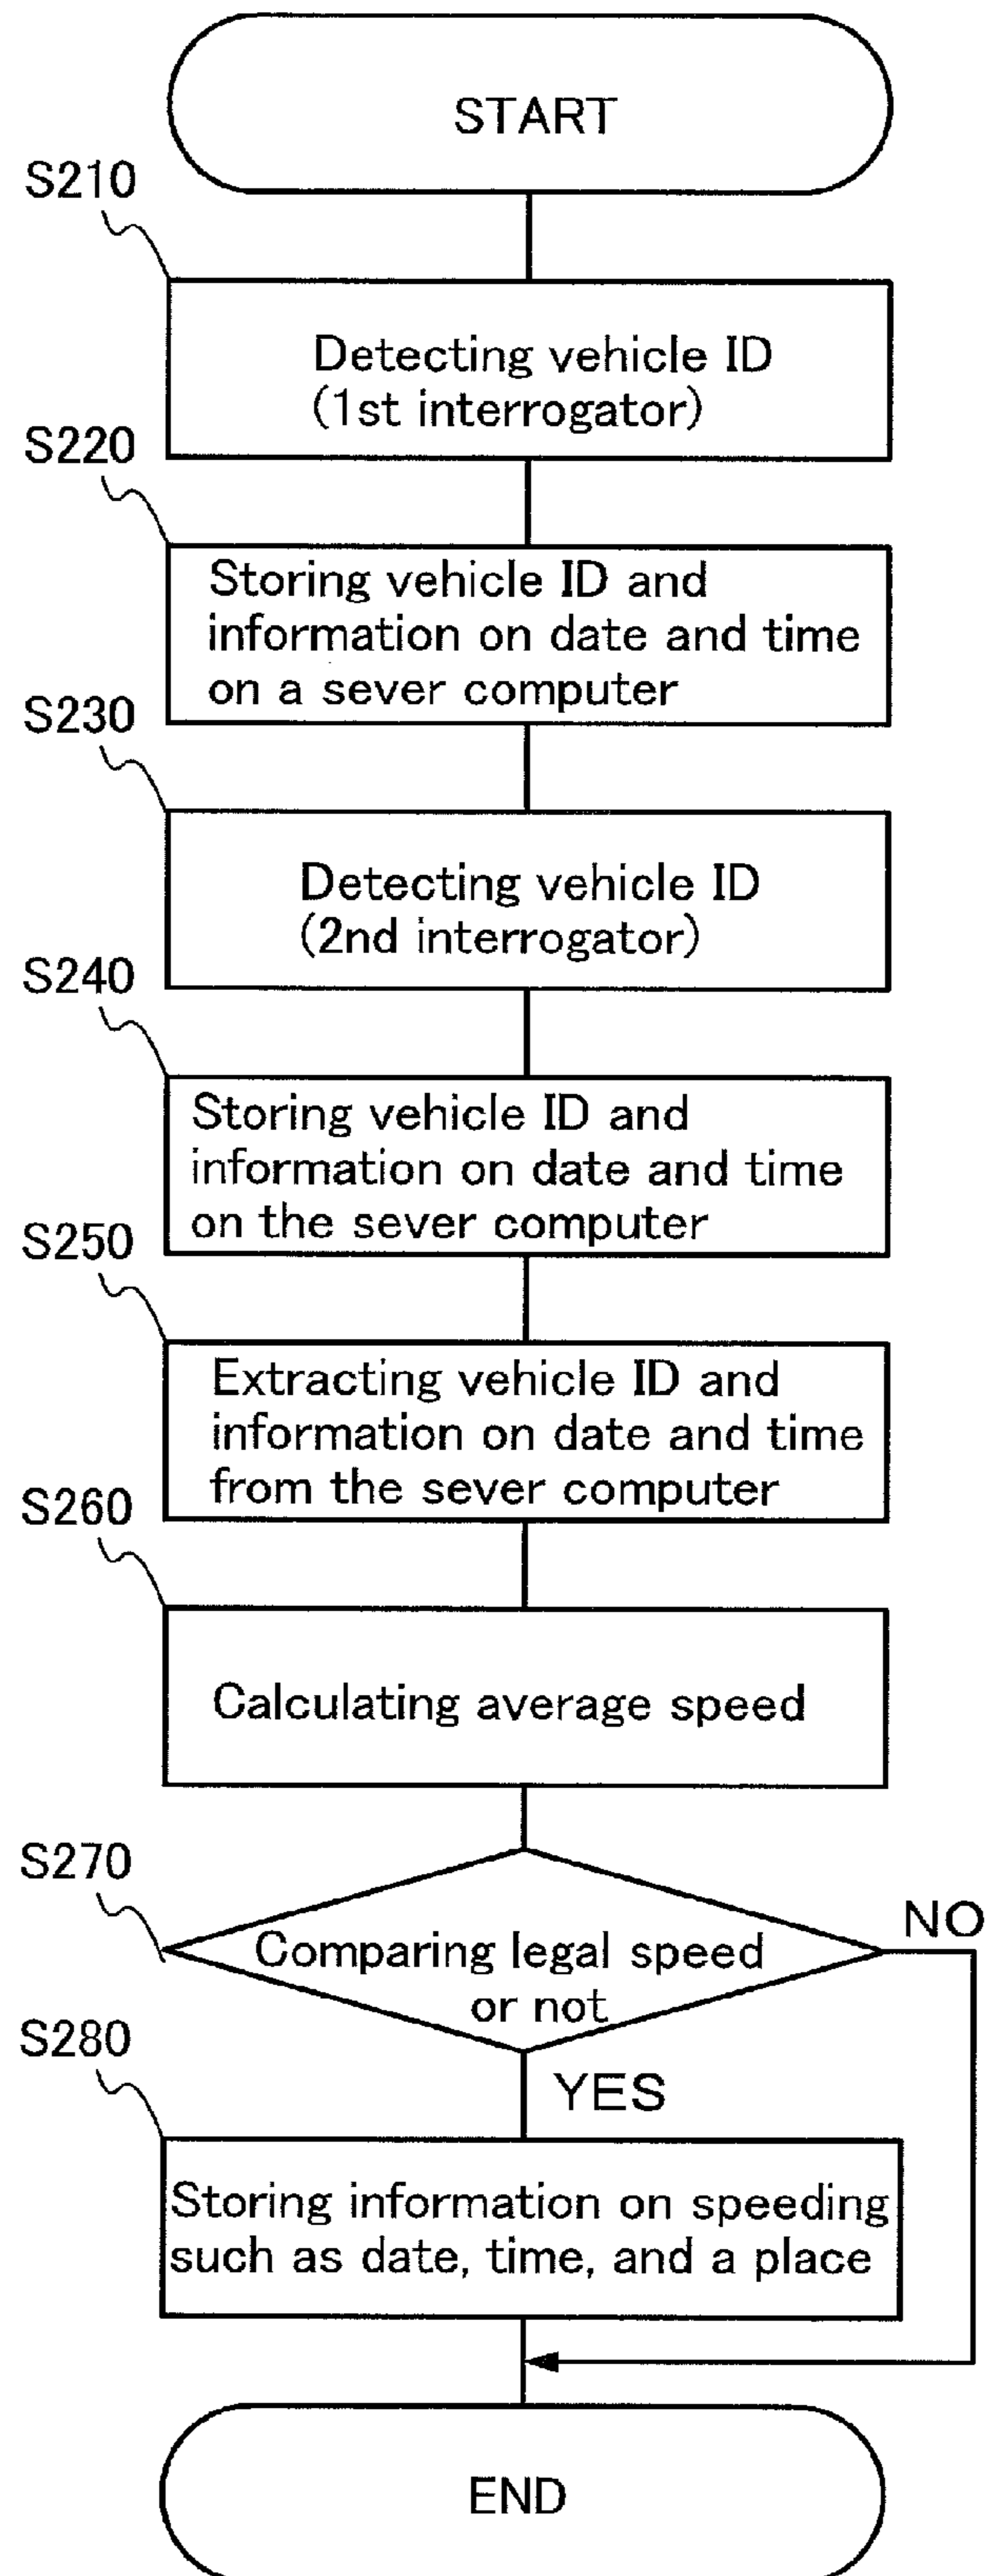 START
S210
Detecting vehicle ID
(1st interrogator)
S220
Storing vehicle ID and
information on date and time
on a sever computer
S230
Detecting vehicle ID
(2nd interrogator)
S240
Storing vehicle ID and
information on date and time
on the sever computer
S250
Extracting vehicle ID and
information on date and time
from the sever computer
S260
Calculating average speed
S270
NO
Comparing legal speed
or not
S280
YES
Storing information on speeding
such as date, time, and a place
END